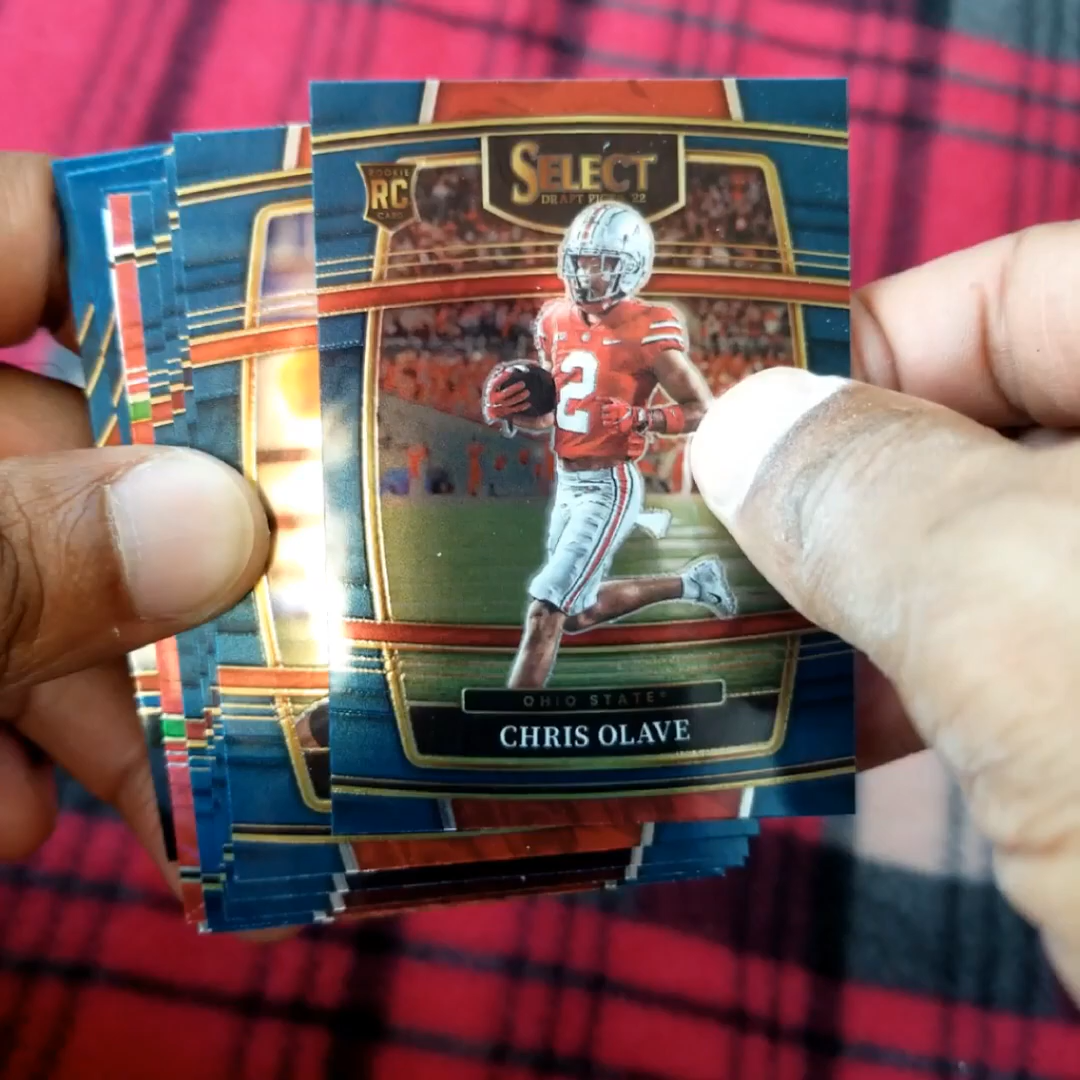 SELECT
DRAFT PICKS '22
ROOKIE
RC
CARD
2
OHIO STATE®
CHRIS OLAVE